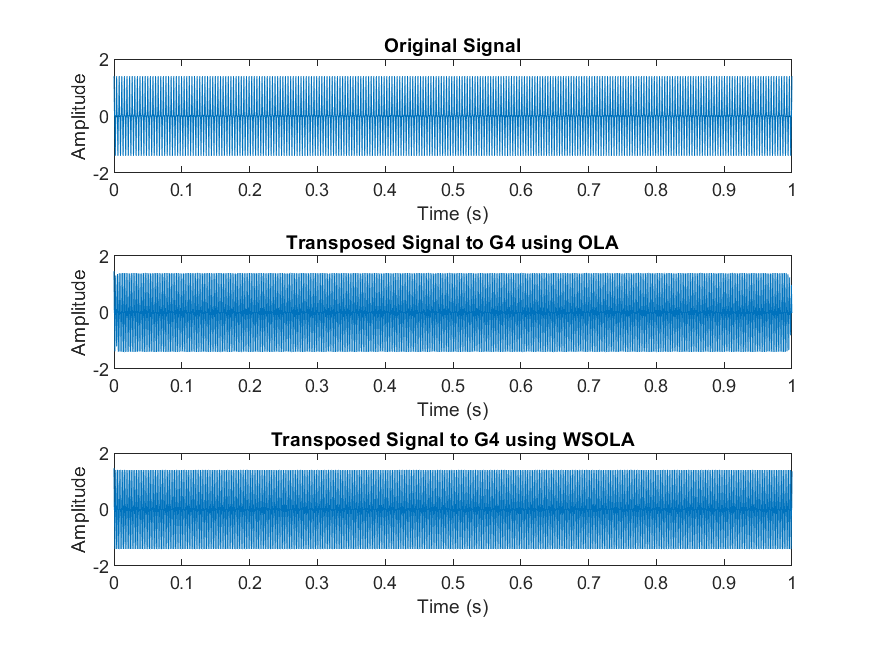 Original Signal
2
0
-2
Amplitude
0 0.1 0.2 0.3 0.4 0.5 0.6 0.7 0.8 0.9 1
Time (s)
Transposed Signal to G4 using OLA
2
0
-2
Amplitude
0 0.1 0.2 0.3 0.4 0.5 0.6 0.7 0.8 0.9 1
Time (s)
Transposed Signal to G4 using WSOLA
2
0
-2
Amplitude
0 0.1 0.2 0.3 0.4 0.5 0.6 0.7 0.8 0.9 1
Time (s)